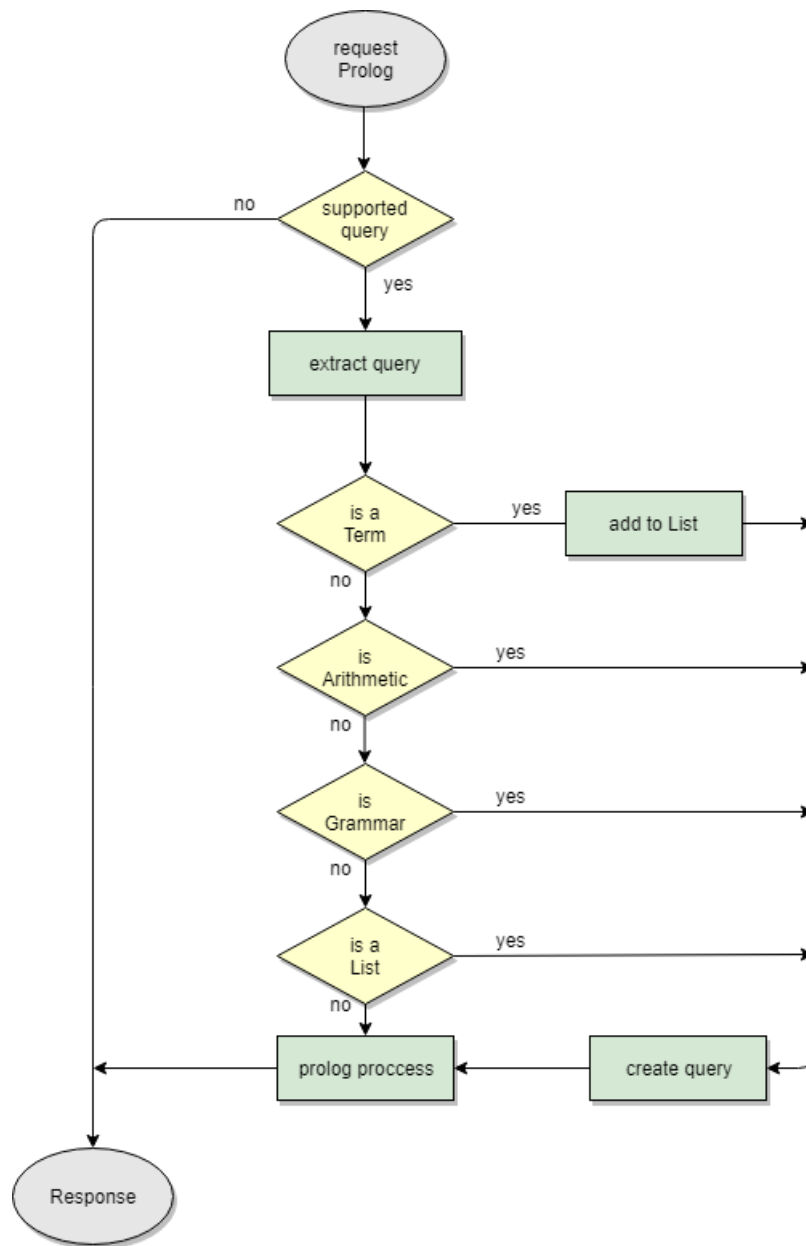 request
Prolog
no
supported
query
yes
extract query
is a
Term
yes
add to List
no
is
Arithmetic
yes
no
is
Grammar
yes
no
is a
List
yes
no
prolog proccess
create query
Response